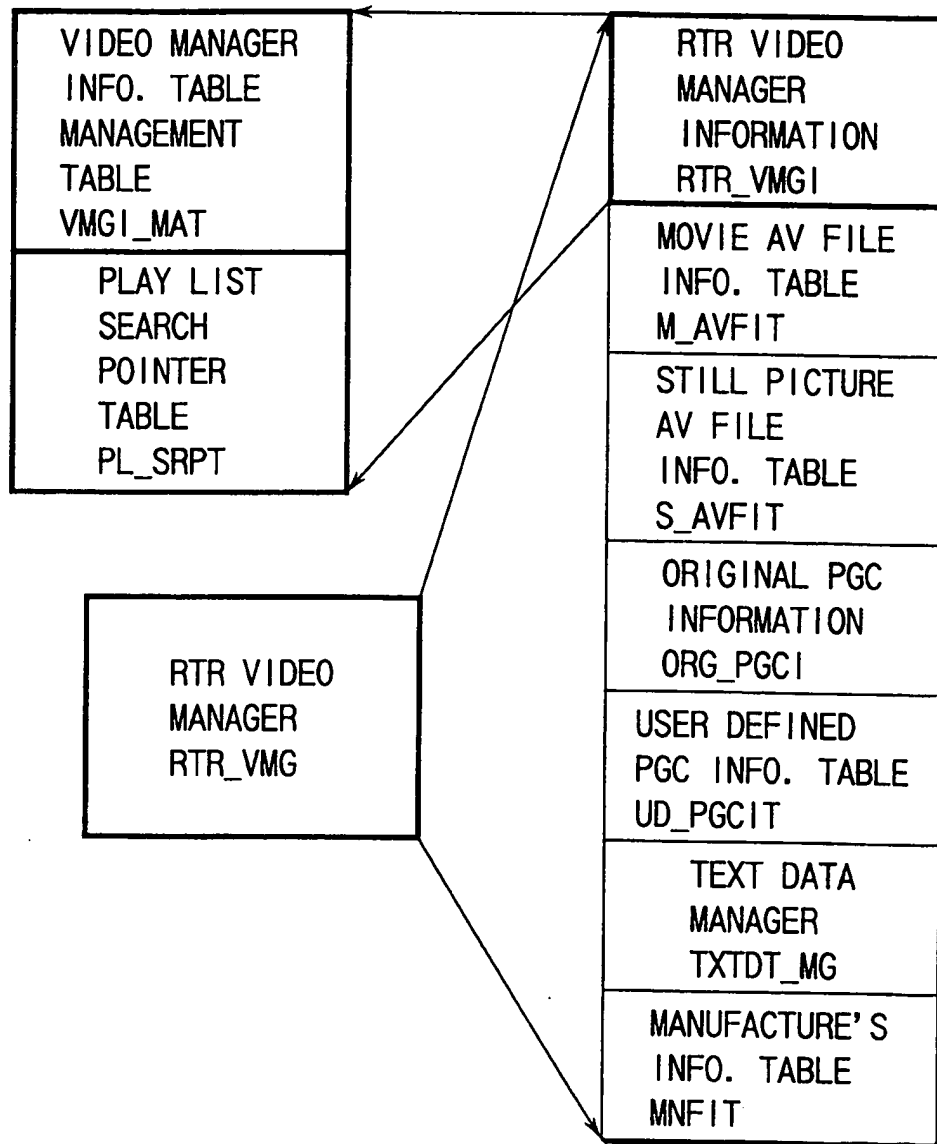 VIDEO MANAGER
INFO. TABLE
MANAGEMENT
TABLE
VMGI_MAT
PLAY LIST
SEARCH
POINTER
TABLE
PL_SRPT
RTR VIDEO
MANAGER
RTR_VMG
RTR VIDEO
MANAGER
INFORMATION
RTR_VMGI
MOVIE AV FILE
INFO. TABLE
M_AVFIT
STILL PICTURE
AV FILE
INFO. TABLE
S_AVFIT
ORIGINAL PGC
INFORMATION
ORG_PGCI
USER DEFINED
PGC INFO. TABLE
UD_PGCIT
TEXT DATA
MANAGER
TXTDT_MG
MANUFACTURE'S
INFO. TABLE
MNFIT